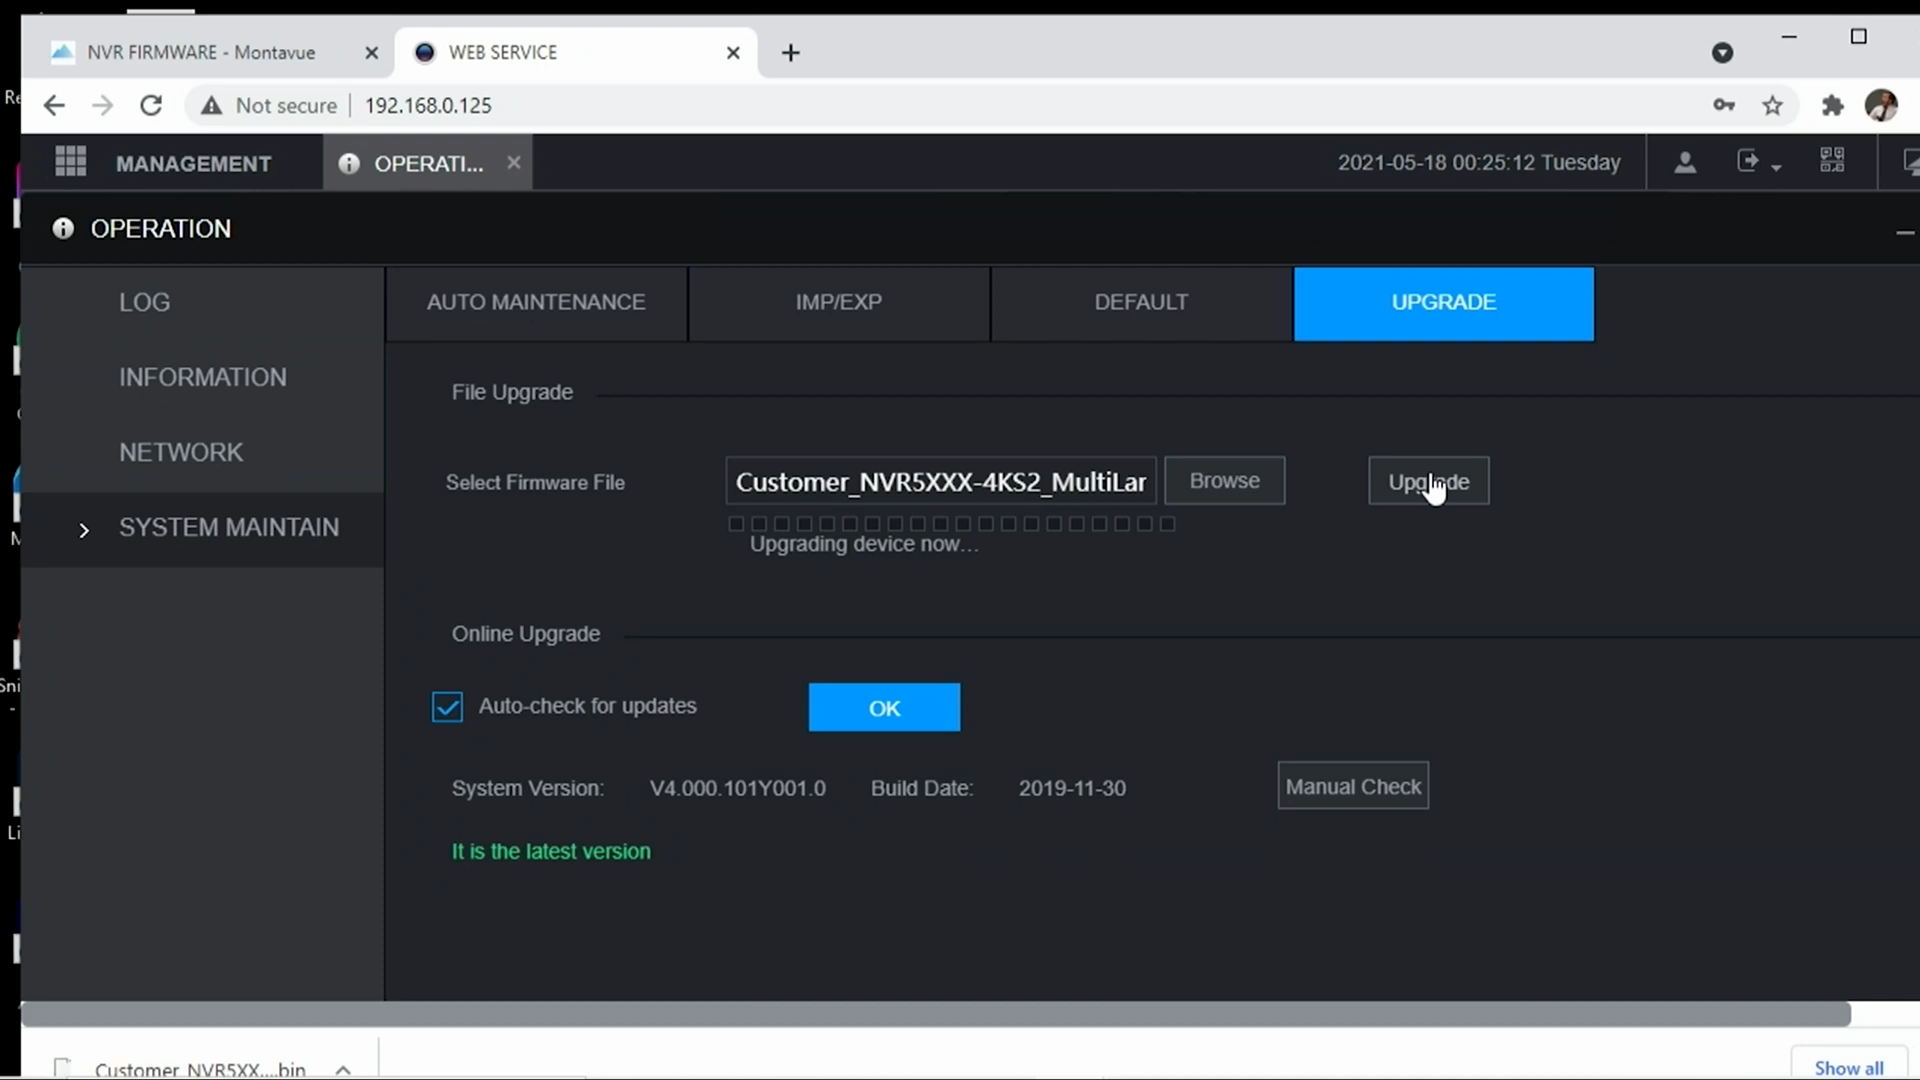 NVR FIRMWARE - Montavue
WEB SERVICE
Not secure
192.168.0.125
MANAGEMENT
OPERATI...
2021-05-18 00:25:12 Tuesday
OPERATION
LOG
INFORMATION
NETWORK
SYSTEM MAINTAIN
AUTO MAINTENANCE
IMP/EXP
DEFAULT
UPGRADE
File Upgrade
Select Firmware File
Customer_NVR5XXX-4KS2_MultiLar
Browse
Upgrade
Upgrading device now...
Online Upgrade
Auto-check for updates
OK
System Version: V4.000.101Y001.0 Build Date: 2019-11-30
Manual Check
It is the latest version
Customer_NVR5XX....bin
Show all